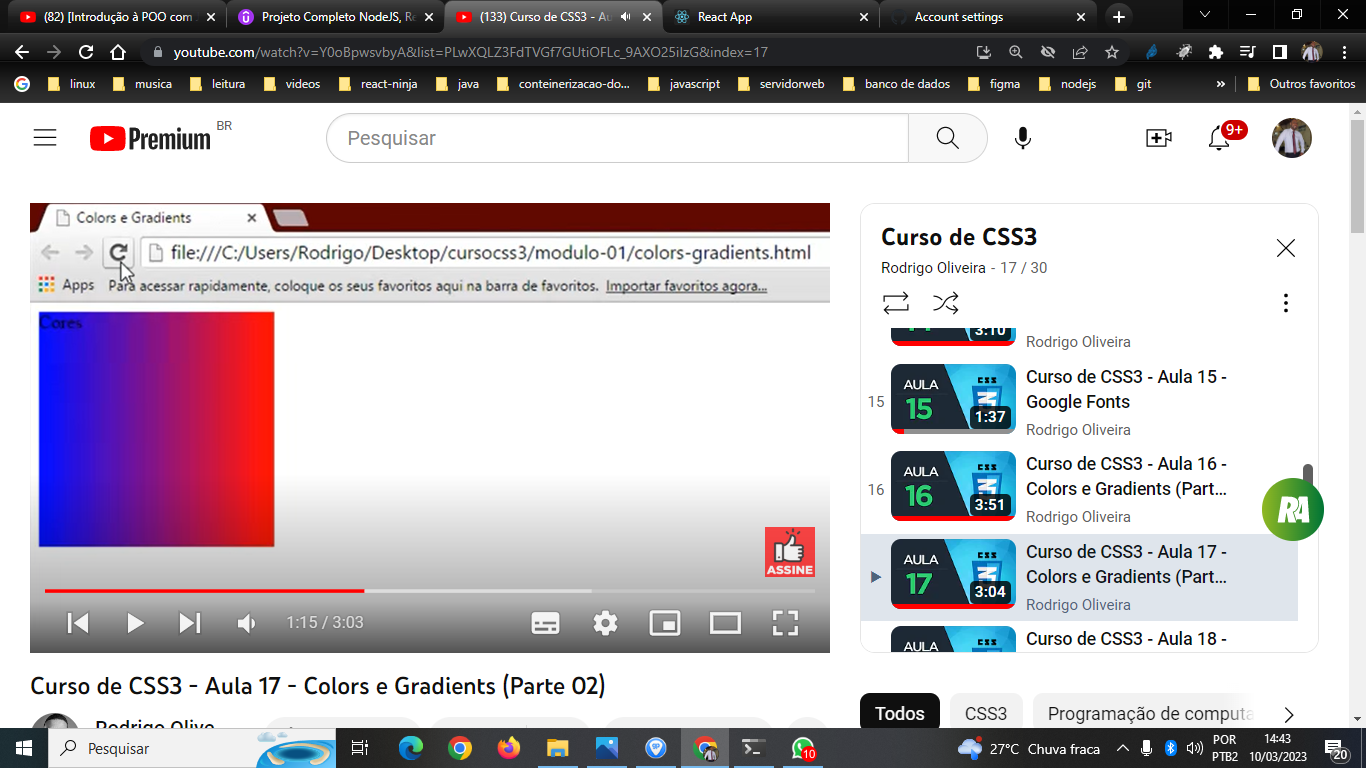 (82) [Introdução à POO com
Projeto Completo NodeJS, Re
(133) Curso de CSS3 - Au
React App
Account settings
youtube.com/watch?v=Y0oBpwsvbyA&list=PLwXQLZ3FdTVGf7GUtiOFLc_9AXO25iIzG&index=17
linux
musica
leitura
videos
react-ninja
java
conteinerizacao-do...
javascript
servidorweb
banco de dados
figma
nodejs
git
»
Outros favoritos
Premium
BR
Pesquisar
9+
Colors e Gradients
file:///C:/Users/Rodrigo/Desktop/cursocss3/modulo-01/colors-gradients.html
Apps
Para acessar rapidamente, coloque os seus favoritos aqui na barra de favoritos. Importar favoritos agora...
Cores
ASSINE
1:15 / 3:03
Curso de CSS3
Rodrigo Oliveira - 17 / 30
3:10
Rodrigo Oliveira
15
AULA
15
CSS
1:37
Curso de CSS3 - Aula 15 -
Google Fonts
Rodrigo Oliveira
16
AULA
16
CSS
3:51
Curso de CSS3 - Aula 16 -
Colors e Gradients (Part...
Rodrigo Oliveira
AULA
17
CSS
3:04
Curso de CSS3 - Aula 17 -
Colors e Gradients (Part...
Rodrigo Oliveira
AULA
CSS
Curso de CSS3 - Aula 18 -
RA
Curso de CSS3 - Aula 17 - Colors e Gradients (Parte 02)
Todos
CSS3
Programação de computa
Pesquisar
10
27°C Chuva fraca
POR
PTB2
14:43
10/03/2023
20